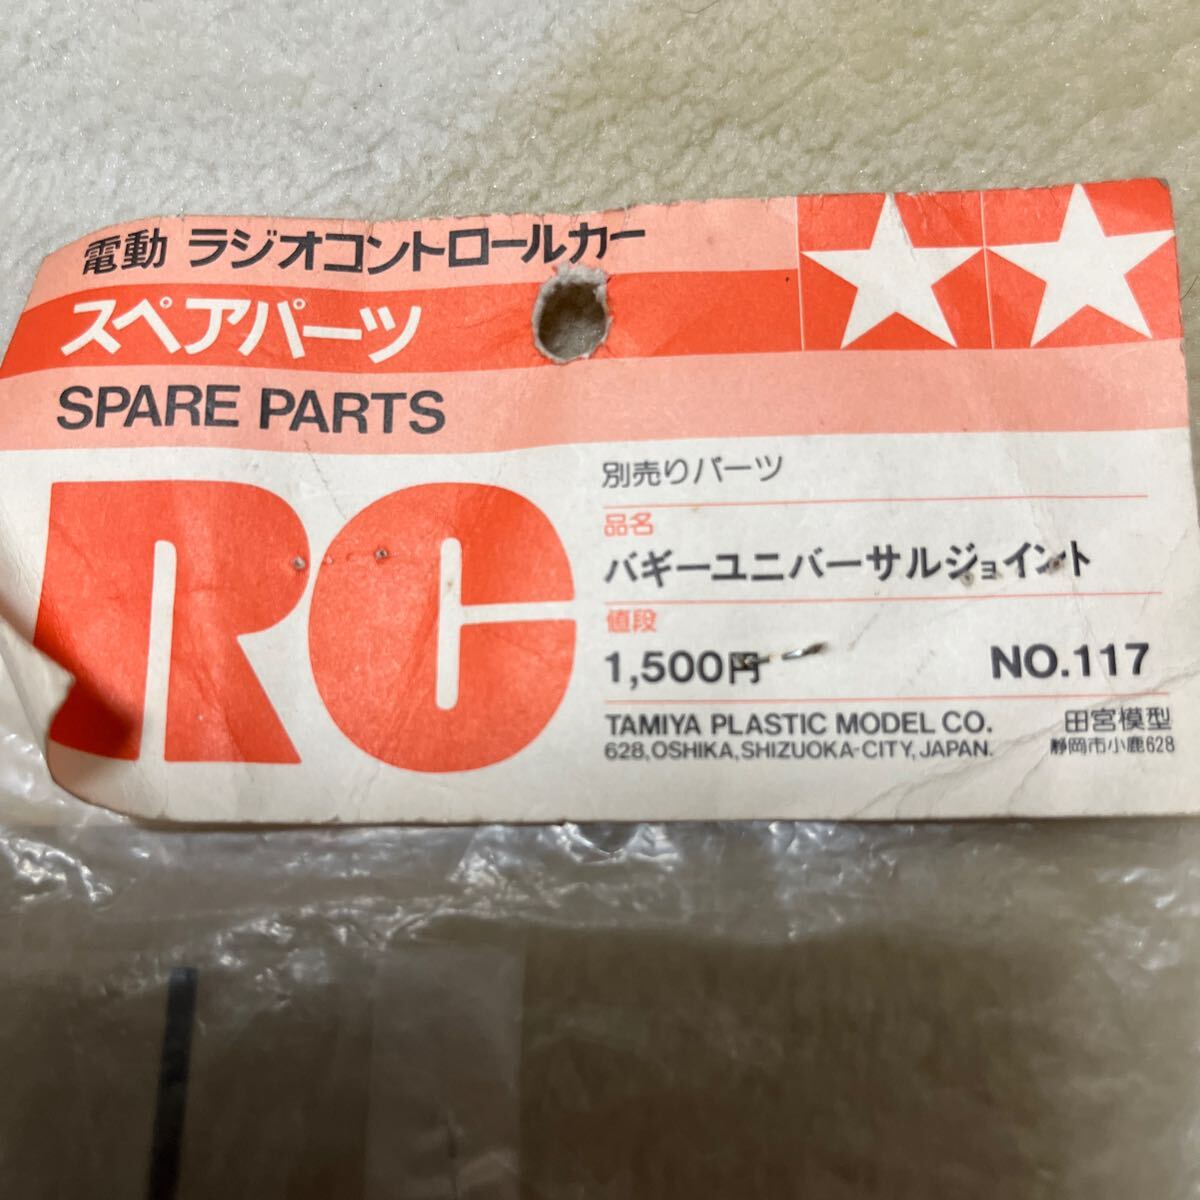 電動 ラジオコントロールカー
スペアパーツ
SPARE PARTS
RC
別売りパーツ
品名
バギーユニバーサルジョイント
値段
1,500円 NO.117
TAMIYA PLASTIC MODEL CO. 田宮模型
628, OSHIKA, SHIZUOKA-CITY, JAPAN. 静岡市小鹿628